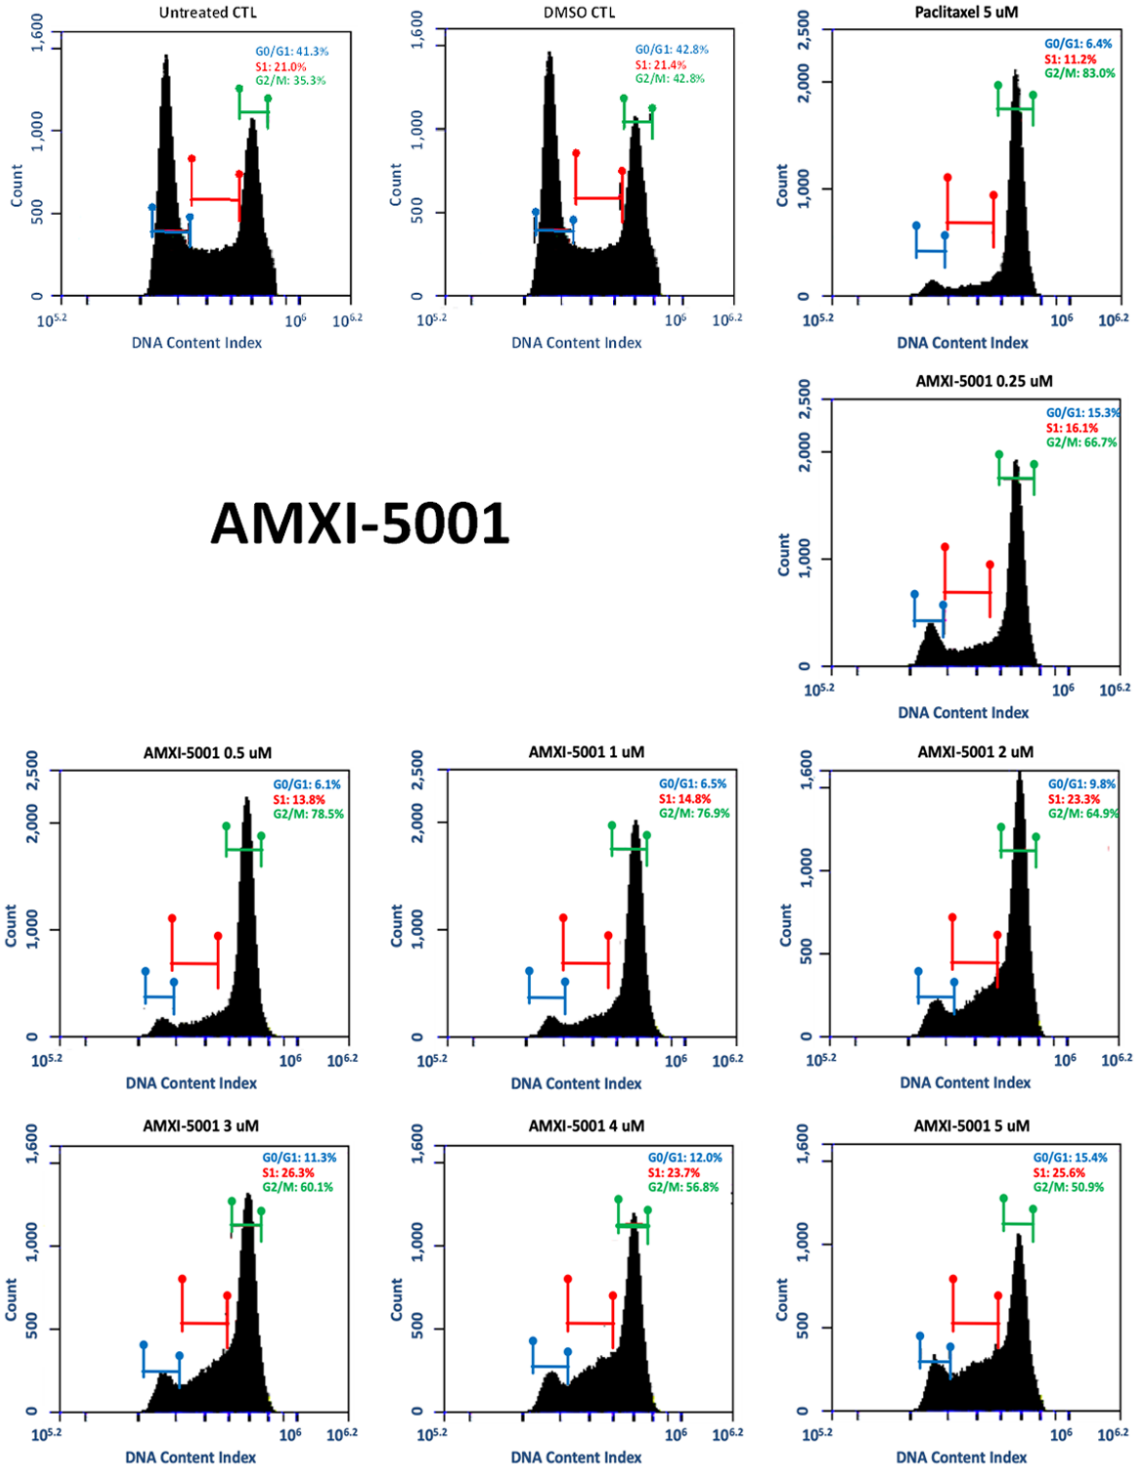 Untreated CTL
G0/G1: 41.3%
S1: 21.0%
G2/M: 35.3%
1,600
1,000
500
0
Count
10^5.2
10^6
10^6.2
DNA Content Index
DMSO CTL
G0/G1: 42.8%
S1: 21.4%
G2/M: 42.8%
1,600
1,000
500
0
Count
10^5.2
10^6
10^6.2
DNA Content Index
Paclitaxel 5 uM
G0/G1: 6.4%
S1: 11.2%
G2/M: 83.0%
2,500
2,000
1,000
0
Count
10^5.2
10^6
10^6.2
DNA Content Index
AMXI-5001
AMXI-5001 0.25 uM
G0/G1: 15.3%
S1: 16.1%
G2/M: 66.7%
2,500
2,000
1,000
0
Count
10^5.2
10^6
10^6.2
DNA Content Index
AMXI-5001 0.5 uM
G0/G1: 6.1%
S1: 13.8%
G2/M: 78.5%
2,500
2,000
1,000
0
Count
10^5.2
10^6
10^6.2
DNA Content Index
AMXI-5001 1 uM
G0/G1: 6.5%
S1: 14.8%
G2/M: 76.9%
2,500
2,000
1,000
0
Count
10^5.2
10^6
10^6.2
DNA Content Index
AMXI-5001 2 uM
G0/G1: 9.8%
S1: 23.3%
G2/M: 64.9%
1,600
1,000
500
0
Count
10^5.2
10^6
10^6.2
DNA Content Index
AMXI-5001 3 uM
G0/G1: 11.3%
S1: 26.3%
G2/M: 60.1%
1,600
1,000
500
0
Count
10^5.2
10^6
10^6.2
DNA Content Index
AMXI-5001 4 uM
G0/G1: 12.0%
S1: 23.7%
G2/M: 56.8%
1,600
1,000
500
0
Count
10^5.2
10^6
10^6.2
DNA Content Index
AMXI-5001 5 uM
G0/G1: 15.4%
S1: 25.6%
G2/M: 50.9%
1,600
1,000
500
0
Count
10^5.2
10^6
10^6.2
DNA Content Index